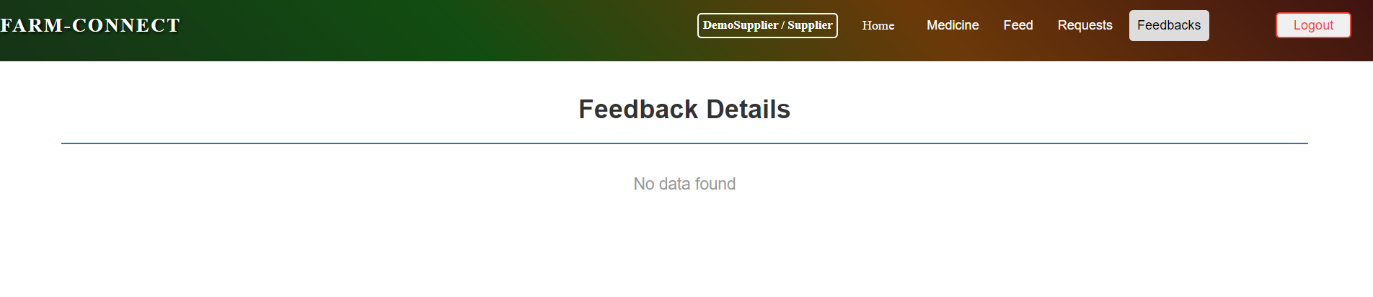 FARM-CONNECT DemoSupplier / Supplier Home Medicine Feed Requests Feedbacks Logout
Feedback Details
No data found